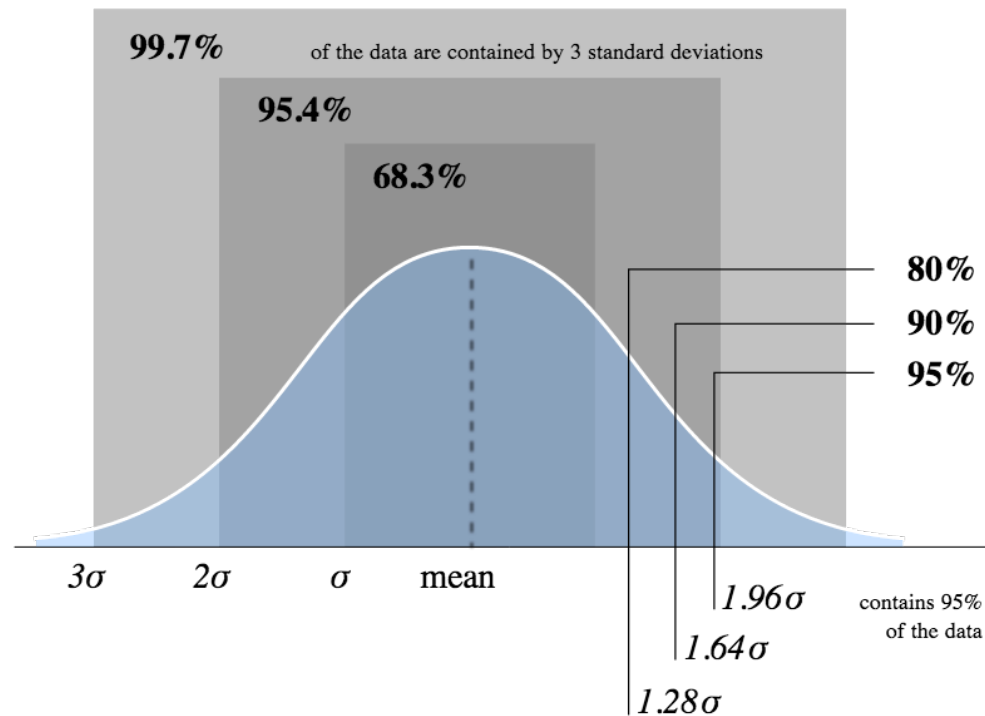 99.7%
of the data are contained by 3 standard deviations
95.4%
68.3%
80%
90%
95%
3σ 2σ σ mean
1.96σ
contains 95%
of the data
1.64σ
1.28σ